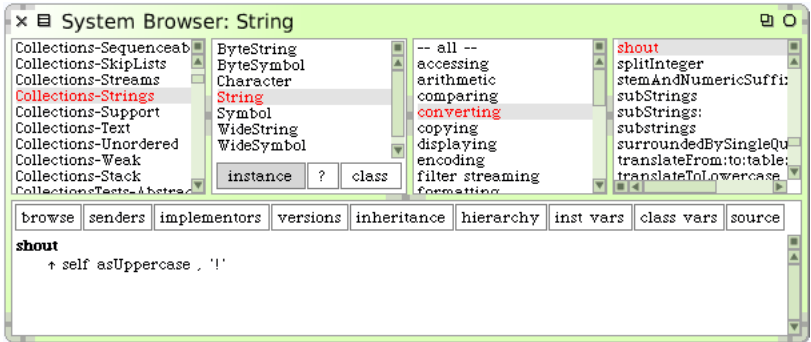 System Browser: String
Collections-Sequenceab
Collections-SkipLists
Collections-Streams
Collections-Strings
Collections-Support
Collections-Text
Collections-Unordered
Collections-Weak
Collections-Stack
CollectionsTests-Abstrac
ByteString
ByteSymbol
Character
String
Symbol
WideString
WideSymbol
instance ? class
-- all --
accessing
arithmetic
comparing
converting
copying
displaying
encoding
filter streaming
formatting
shout
splitInteger
stemAndNumericSuffix
subStrings
subStrings:
substrings
surroundedBySingleQu
translateFrom:to:table:
translateToLowercase
browse senders implementors versions inheritance hierarchy inst vars class vars source
shout
↑ self asUppercase , '!'